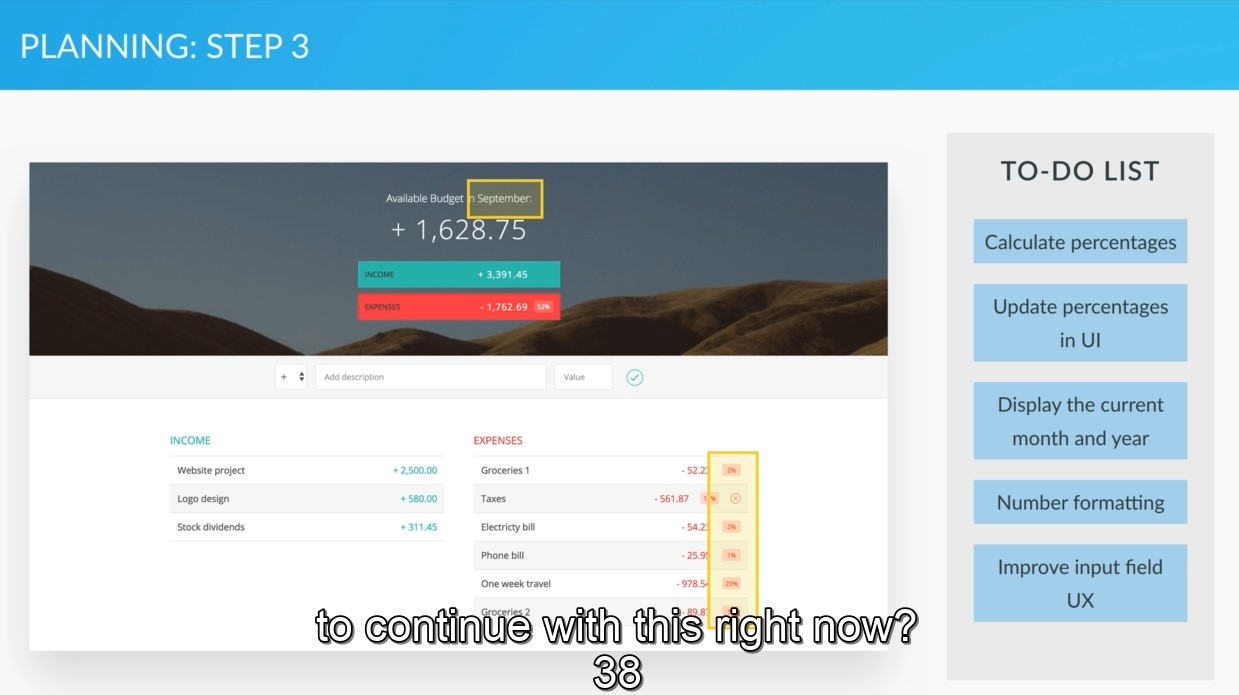 PLANNING: STEP 3
Available Budget in September:
+ 1,628.75
INCOME + 3,391.45
EXPENSES - 1,762.69 52%
+ Add description Value
INCOME
Website project + 2,500.00
Logo design + 580.00
Stock dividends + 311.45
EXPENSES
Groceries 1 - 52.23 2%
Taxes - 561.87
Electricty bill - 54.23 2%
Phone bill - 25.95 1%
One week travel - 978.54 29%
Groceries 2 - 89.87
TO-DO LIST
Calculate percentages
Update percentages
in UI
Display the current
month and year
Number formatting
Improve input field
UX
to continue with this right now?
38